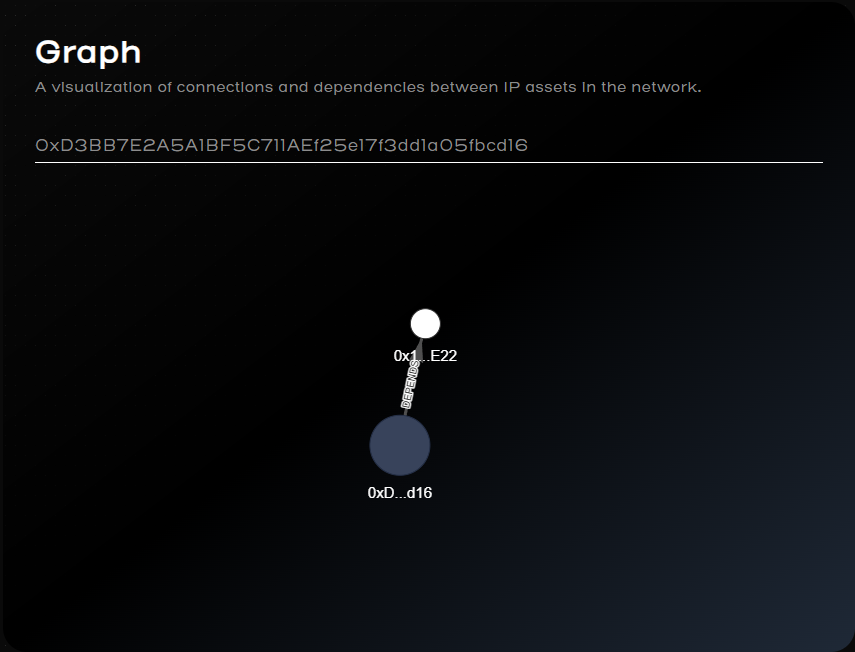 Graph
A visualization of connections and dependencies between IP assets in the network.
0xD3BB7E2A5A1BF5C711AEf25e17f3dd1a05fbcd16
0x1...E22
DEPENDS
0xD...d16